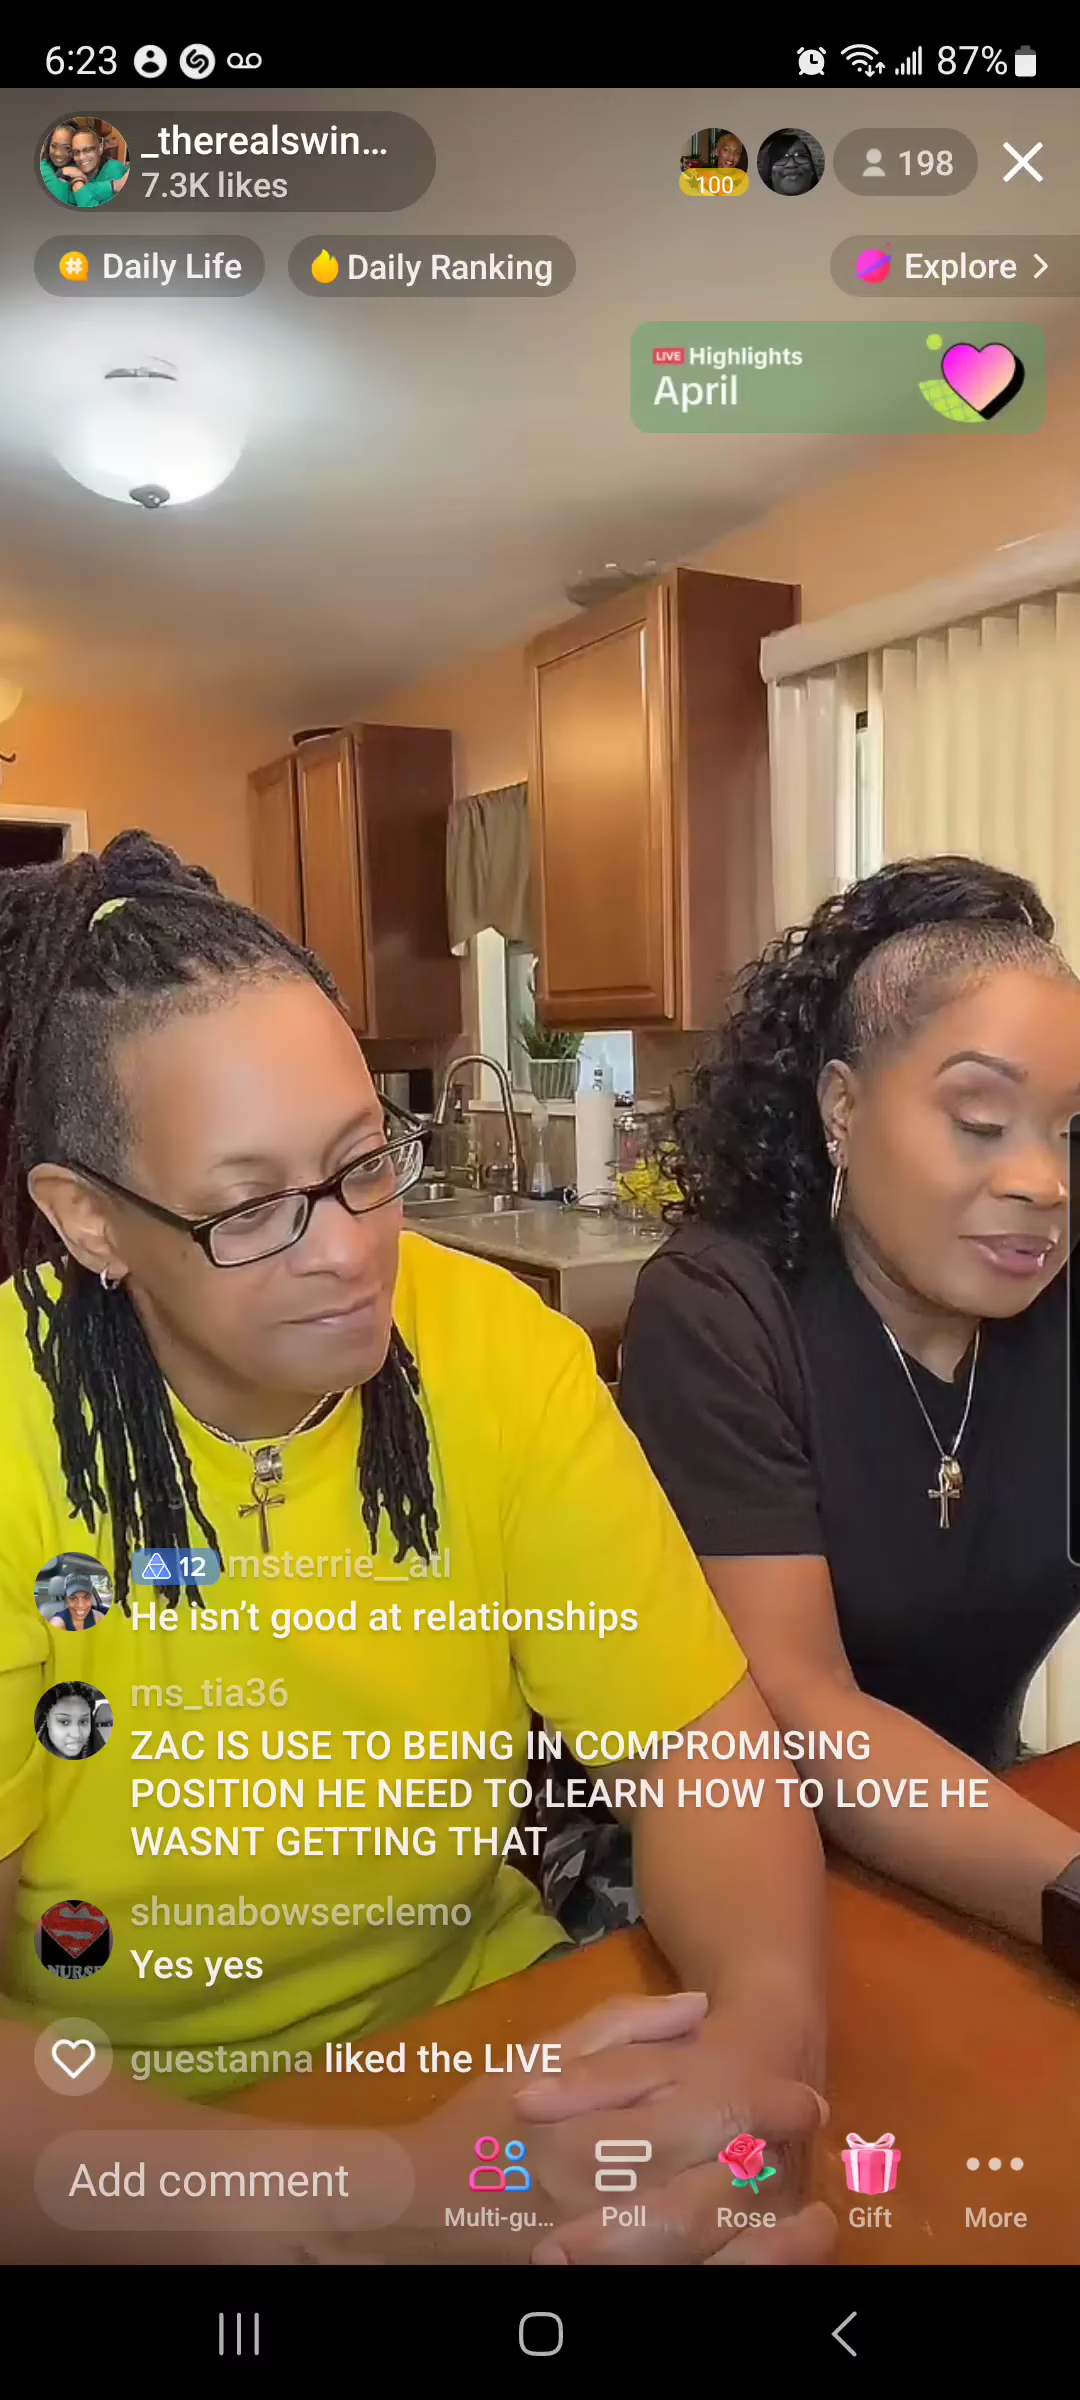 6:23 87%
_therealswin...
7.3K likes
100
198
Daily Life
Daily Ranking
Explore >
LIVE Highlights
April
12 msterrie__atl
He isn't good at relationships
ms_tia36
ZAC IS USE TO BEING IN COMPROMISING
POSITION HE NEED TO LEARN HOW TO LOVE HE
WASNT GETTING THAT
shunabowserclemo
NURSE
Yes yes
guestanna liked the LIVE
Add comment
Multi-gu...
Poll
Rose
Gift
More